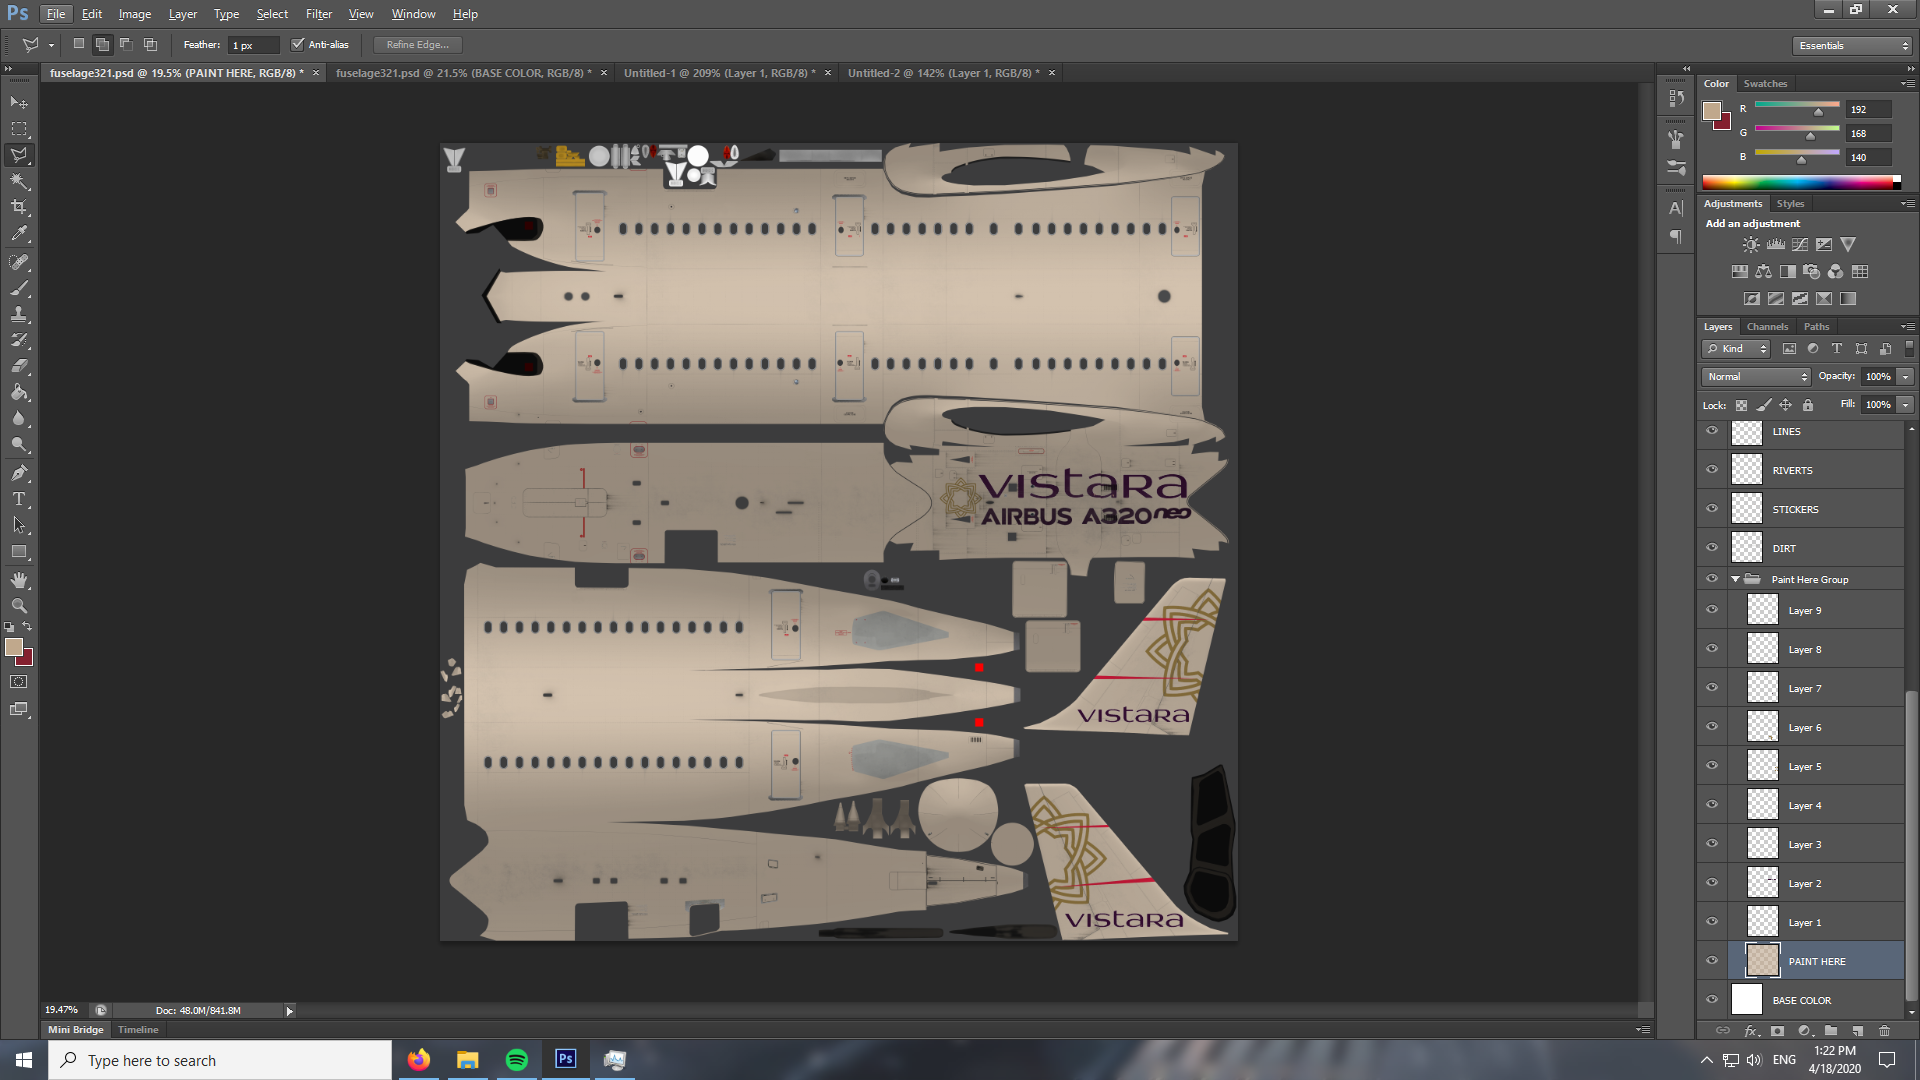 Ps File Edit Image Layer Type Select Filter View Window Help
Feather: 1 px Anti-alias Refine Edge... Essentials
fuselage321.psd @ 19.5% (PAINT HERE, RGB/8) * × fuselage321.psd @ 21.5% (BASE COLOR, RGB/8) * × Untitled-1 @ 209% (Layer 1, RGB/8) * × Untitled-2 @ 142% (Layer 1, RGB/8) * ×
Color Swatches
R 192
G 168
B 140
Adjustments Styles
Add an adjustment
Layers Channels Paths
Kind
Normal Opacity: 100%
Lock: Fill: 100%
LINES
RIVERTS
STICKERS
DIRT
Paint Here Group
Layer 9
Layer 8
Layer 7
Layer 6
Layer 5
Layer 4
Layer 3
Layer 2
Layer 1
PAINT HERE
BASE COLOR
vistara
AIRBUS A320neo
vistara
vistara
19.47% Doc: 48.0M/841.8M
Mini Bridge Timeline
Type here to search
Ps
ENG
1:22 PM
4/18/2020